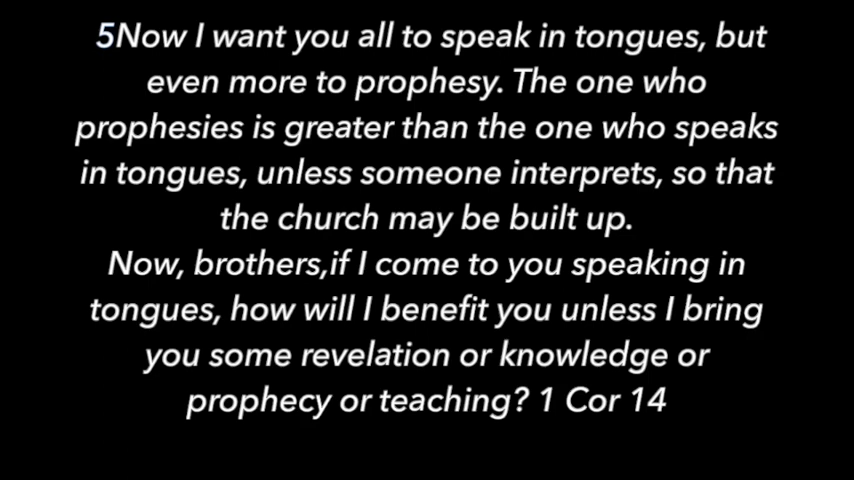 5Now I want you all to speak in tongues, but
even more to prophesy. The one who
prophesies is greater than the one who speaks
in tongues, unless someone interprets, so that
the church may be built up.
Now, brothers,if I come to you speaking in
tongues, how will I benefit you unless I bring
you some revelation or knowledge or
prophecy or teaching? 1 Cor 14